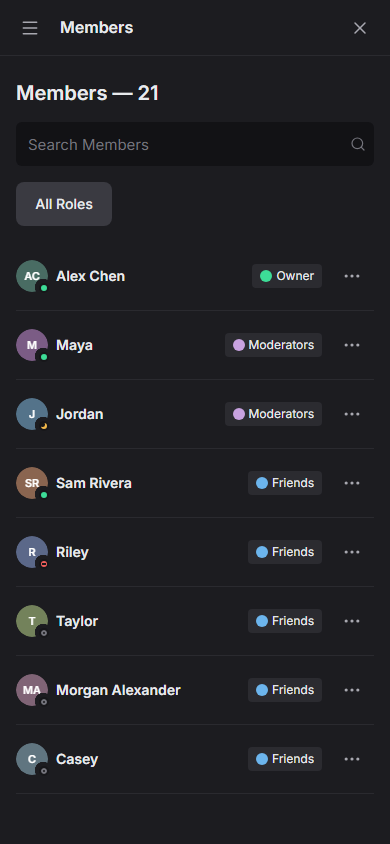 Members
Members — 21
Search Members
All Roles
AC Alex Chen Owner
M Maya Moderators
J Jordan Moderators
SR Sam Rivera Friends
R Riley Friends
T Taylor Friends
MA Morgan Alexander Friends
C Casey Friends